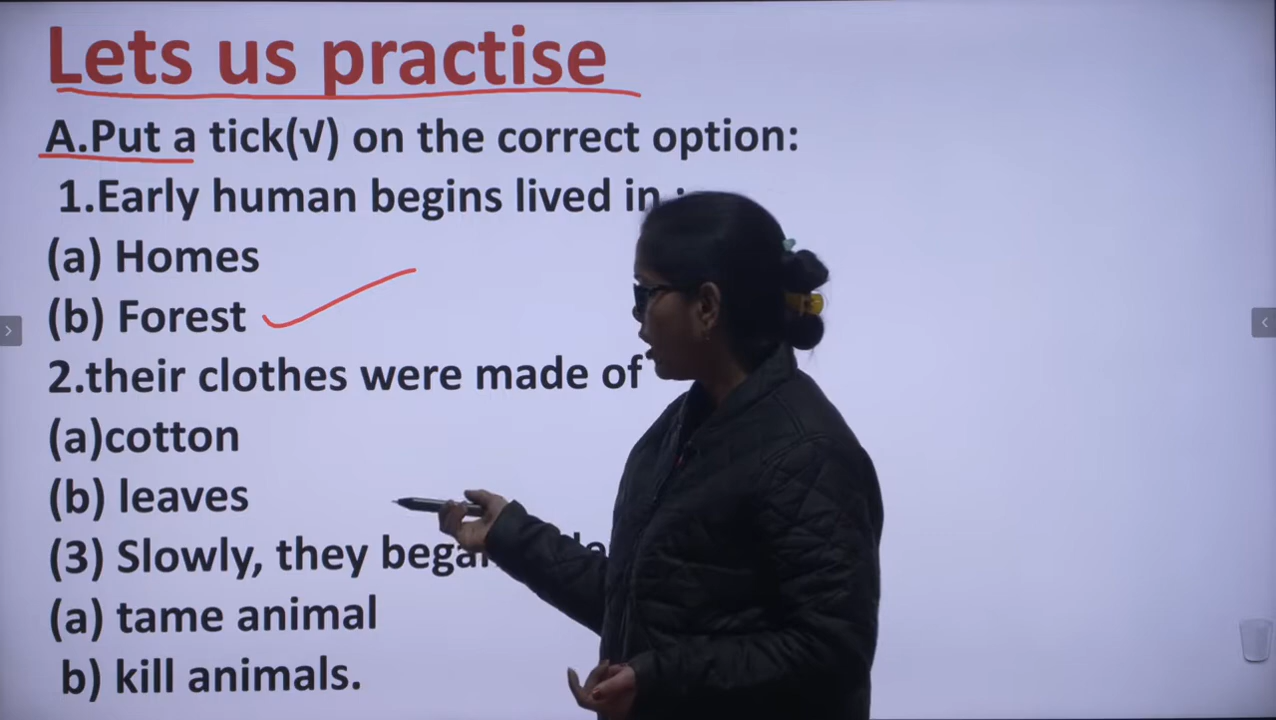 Lets us practise
A.Put a tick(√) on the correct option:
1.Early human begins lived in :
(a) Homes
(b) Forest
2.their clothes were made of
(a)cotton
(b) leaves
(3) Slowly, they began
(a) tame animal
b) kill animals.